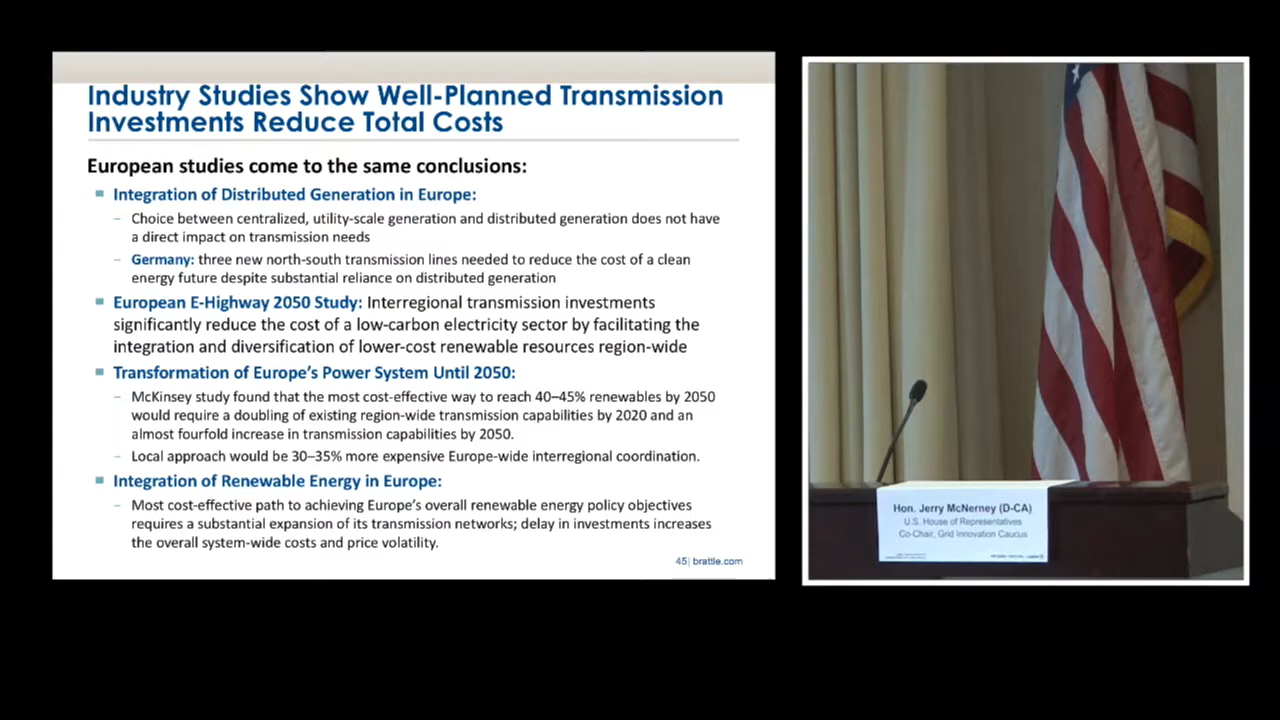 Industry Studies Show Well-Planned Transmission
Investments Reduce Total Costs
European studies come to the same conclusions:
Integration of Distributed Generation in Europe:
– Choice between centralized, utility-scale generation and distributed generation does not have
a direct impact on transmission needs
– Germany: three new north-south transmission lines needed to reduce the cost of a clean
energy future despite substantial reliance on distributed generation
European E-Highway 2050 Study: Interregional transmission investments
significantly reduce the cost of a low-carbon electricity sector by facilitating the
integration and diversification of lower-cost renewable resources region-wide
Transformation of Europe’s Power System Until 2050:
– McKinsey study found that the most cost-effective way to reach 40–45% renewables by 2050
would require a doubling of existing region-wide transmission capabilities by 2020 and an
almost fourfold increase in transmission capabilities by 2050.
– Local approach would be 30–35% more expensive Europe-wide interregional coordination.
Integration of Renewable Energy in Europe:
– Most cost-effective path to achieving Europe’s overall renewable energy policy objectives
requires a substantial expansion of its transmission networks; delay in investments increases
the overall system-wide costs and price volatility.
45| brattle.com
Hon. Jerry McNerney (D-CA)
U.S. House of Representatives
Co-Chair, Grid Innovation Caucus